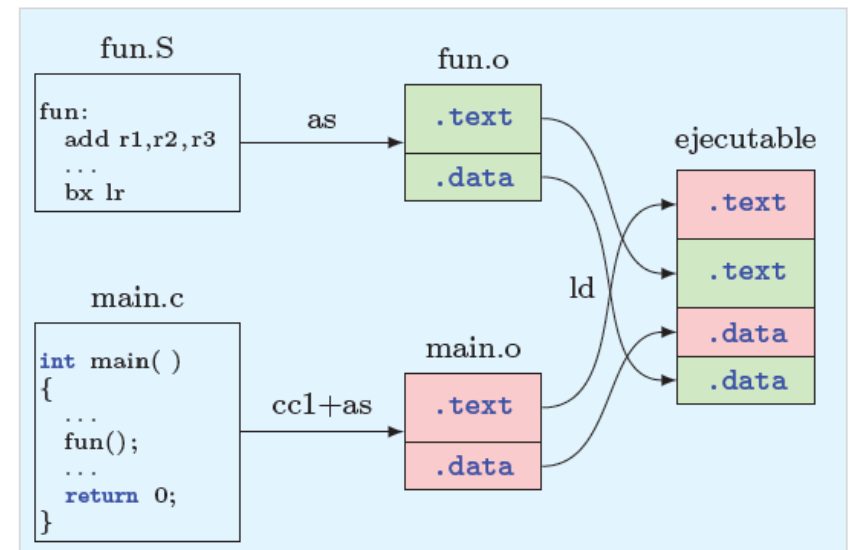 fun.S
fun:
add r1,r2,r3
...
bx lr
as
fun.o
.text
.data
main.c
int main( )
{
...
fun();
...
return 0;
}
cc1+as
main.o
.text
.data
ld
ejecutable
.text
.text
.data
.data